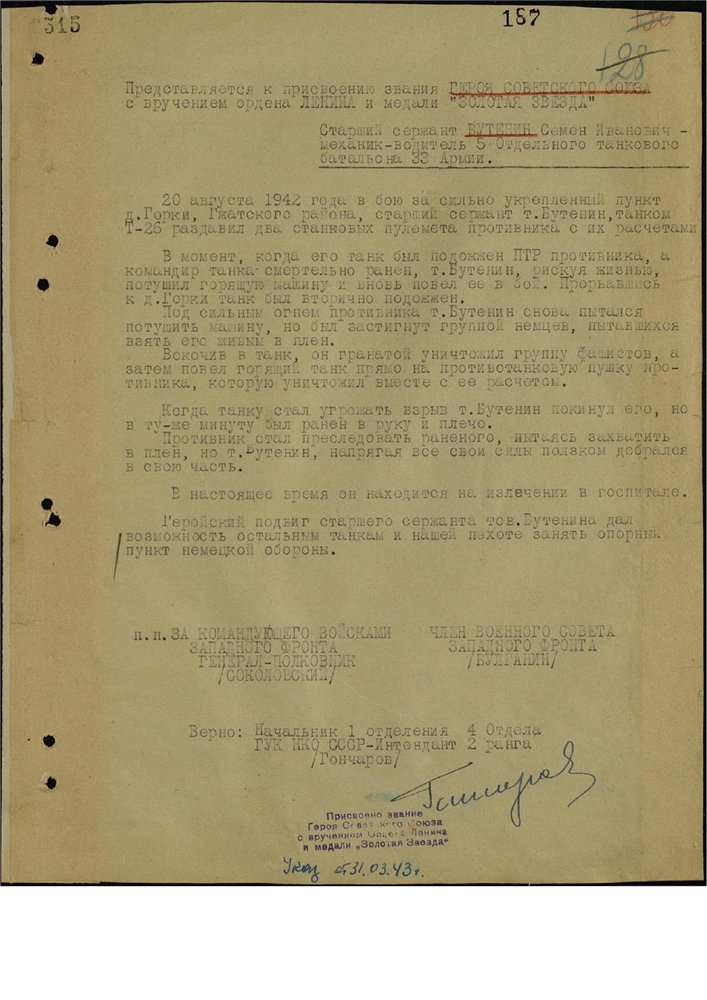 315
187
128
Представляется к присвоению звания ГЕРОЯ СОВЕТСКОГО СОЮЗА
с вручением ордена ЛЕНИНА и медали "ЗОЛОТАЯ ЗВЕЗДА"
Старший сержант БУТЕНИН Семен Иванович -
механик-водитель 5 Отдельного танкового
батальона 33 Армии.
20 августа 1942 года в бою за сильно укрепленный пункт
д.Горки, Гжатского района, старший сержант т.Бутенин,танком
Т-26 раздавил два станковых пулемета противника с их расчетами
В момент, когда его танк был подожжен ПТР противника, а
командир танка смертельно ранен, т.Бутенин, рискуя жизнью,
потушил горящую машину и вновь повел ее в бой. Прорвавшись
к д.Горки танк был вторично подожжен.
Под сильным огнем противника т.Бутенин снова пытался
потушить машину, но был застигнут группой немцев, пытавшихся
взять его живым в плен.
Вскочив в танк, он гранатой уничтожил группу фашистов, а
затем повел горящий танк прямо на противотанковую пушку про-
тивника, которую уничтожил вместе с ее расчетом.
Когда танку стал угрожать взрыв т.Бутенин покинул его, но
в ту-же минуту был ранен в руку и плечо.
Противник стал преследовать раненого, пытаясь захватить
в плен, но т.Бутенин, напрягая все свои силы ползком добрался
в свою часть.
В настоящее время он находится на излечении в госпитале.
Геройский подвиг старшего сержанта тов.Бутенина дал
возможность остальным танкам и нашей пехоте занять опорный
пункт немецкой обороны.
п.п. ЗА КОМАНДУЮЩЕГО ВОЙСКАМИ ЧЛЕН ВОЕННОГО СОВЕТА
ЗАПАДНОГО ФРОНТА ЗАПАДНОГО ФРОНТА
ГЕНЕРАЛ-ПОЛКОВНИК /БУЛГАНИН/
/СОКОЛОВСКИЙ/
Верно: Начальник 1 отделения 4 Отдела
ГУК НКО СССР-Интендант 2 ранга
/Гончаров/
Гончаров
Присвоено звание
Героя Советского Союза
с вручением Ордена Ленина
и медали „Золотая Звезда"
Указ от 31.03.43 г.